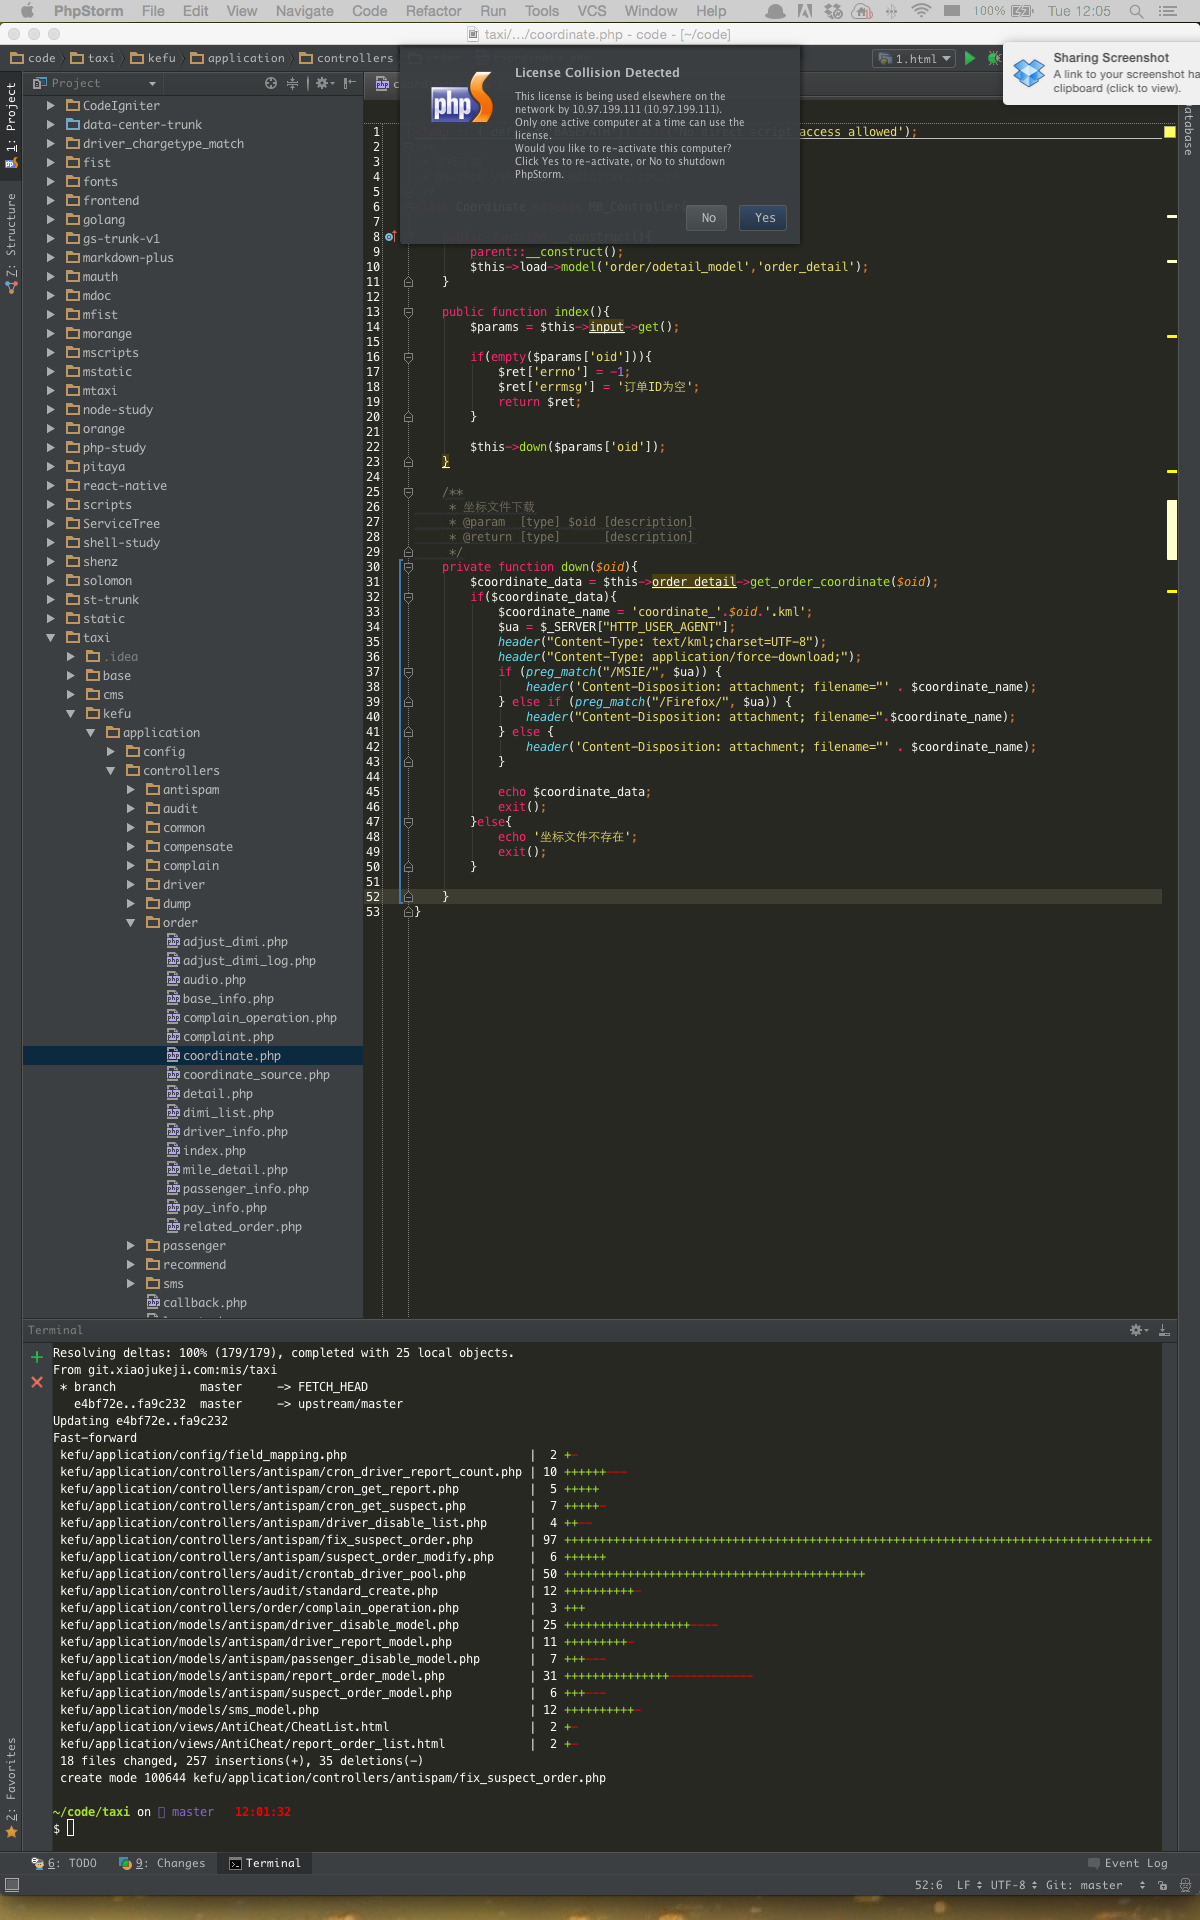 PhpStorm File Edit View Navigate Code Refactor Run Tools VCS Window Help 100% Tue 12:05
taxi/.../coordinate.php - code - [~/code]
code taxi kefu application controllers
1.html
Sharing Screenshot
A link to your screenshot ha
clipboard (click to view).
License Collision Detected
This license is being used elsewhere on the
network by 10.97.199.111 (10.97.199.111).
Only one active computer at a time can use the
license.
Would you like to re-activate this computer?
Click Yes to re-activate, or No to shutdown
PhpStorm.
No Yes
1: Project
Z: Structure
2: Favorites
Database
Project
CodeIgniter
data-center-trunk
driver_chargetype_match
fist
fonts
frontend
golang
gs-trunk-v1
markdown-plus
mauth
mdoc
mfist
morange
mscripts
mstatic
mtaxi
node-study
orange
php-study
pitaya
react-native
scripts
ServiceTree
shell-study
shenz
solomon
st-trunk
static
taxi
.idea
base
cms
kefu
application
config
controllers
antispam
audit
common
compensate
complain
driver
dump
order
adjust_dimi.php
adjust_dimi_log.php
audio.php
base_info.php
complain_operation.php
complaint.php
coordinate.php
coordinate_source.php
detail.php
dimi_list.php
driver_info.php
index.php
mile_detail.php
passenger_info.php
pay_info.php
related_order.php
passenger
recommend
sms
callback.php
1 access allowed');
2
3
4
5
6 Coordinate MB_Controller
7
8 construct(){
9 parent::__construct();
10 $this->load->model('order/odetail_model','order_detail');
11 }
12
13 public function index(){
14 $params = $this->input->get();
15
16 if(empty($params['oid'])){
17 $ret['errno'] = -1;
18 $ret['errmsg'] = '订单ID为空';
19 return $ret;
20 }
21
22 $this->down($params['oid']);
23 }
24
25 /**
26 * 坐标文件下载
27 * @param [type] $oid [description]
28 * @return [type] [description]
29 */
30 private function down($oid){
31 $coordinate_data = $this->order_detail->get_order_coordinate($oid);
32 if($coordinate_data){
33 $coordinate_name = 'coordinate_'.$oid.'.kml';
34 $ua = $_SERVER["HTTP_USER_AGENT"];
35 header("Content-Type: text/kml;charset=UTF-8");
36 header("Content-Type: application/force-download;");
37 if (preg_match("/MSIE/", $ua)) {
38 header('Content-Disposition: attachment; filename="' . $coordinate_name);
39 } else if (preg_match("/Firefox/", $ua)) {
40 header("Content-Disposition: attachment; filename=".$coordinate_name);
41 } else {
42 header('Content-Disposition: attachment; filename="' . $coordinate_name);
43 }
44
45 echo $coordinate_data;
46 exit();
47 }else{
48 echo '坐标文件不存在';
49 exit();
50 }
51
52 }
53 }
Terminal
Resolving deltas: 100% (179/179), completed with 25 local objects.
From git.xiaojukeji.com:mis/taxi
* branch master -> FETCH_HEAD
e4bf72e..fa9c232 master -> upstream/master
Updating e4bf72e..fa9c232
Fast-forward
kefu/application/config/field_mapping.php | 2 +-
kefu/application/controllers/antispam/cron_driver_report_count.php | 10 ++++++---
kefu/application/controllers/antispam/cron_get_report.php | 5 +++++
kefu/application/controllers/antispam/cron_get_suspect.php | 7 +++++-
kefu/application/controllers/antispam/driver_disable_list.php | 4 ++--
kefu/application/controllers/antispam/fix_suspect_order.php | 97 ++++++++++++++++++++++++++++++++++++++++++++++++++++++++++++++++++++++++++++++++++++
kefu/application/controllers/antispam/suspect_order_modify.php | 6 ++++++
kefu/application/controllers/audit/crontab_driver_pool.php | 50 +++++++++++++++++++++++++++++++++++++++++++
kefu/application/controllers/audit/standard_create.php | 12 ++++++++++-
kefu/application/controllers/order/complain_operation.php | 3 +++
kefu/application/models/antispam/driver_disable_model.php | 25 ++++++++++++++++++----
kefu/application/models/antispam/driver_report_model.php | 11 +++++++++-
kefu/application/models/antispam/passenger_disable_model.php | 7 +++---
kefu/application/models/antispam/report_order_model.php | 31 +++++++++++++++------------
kefu/application/models/antispam/suspect_order_model.php | 6 +++---
kefu/application/models/sms_model.php | 12 ++++++++++-
kefu/application/views/AntiCheat/CheatList.html | 2 +-
kefu/application/views/AntiCheat/report_order_list.html | 2 +-
18 files changed, 257 insertions(+), 35 deletions(-)
create mode 100644 kefu/application/controllers/antispam/fix_suspect_order.php
~/code/taxi on master 12:01:32
$
6: TODO 9: Changes Terminal Event Log
52:6 LF UTF-8 Git: master